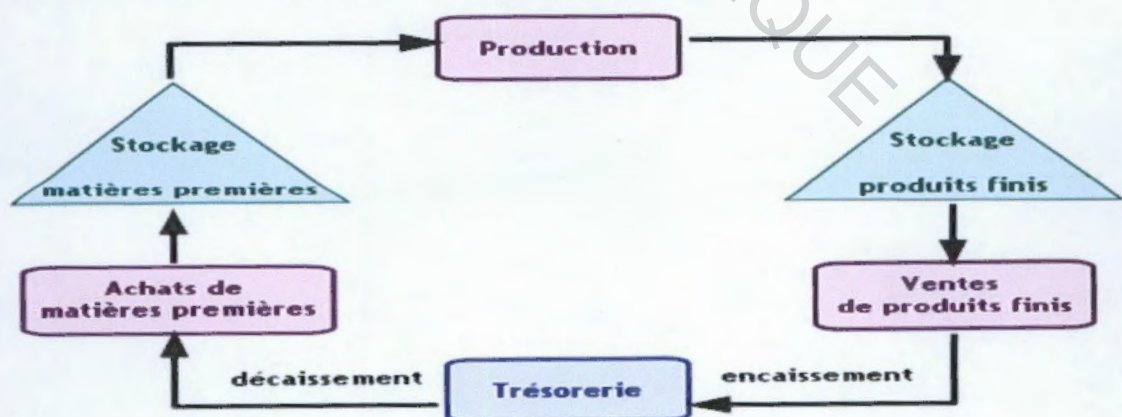 Production
Stockage
matières premières
Stockage
produits finis
Achats de
matières premières
Ventes
de produits finis
décaissement
Trésorerie
encaissement